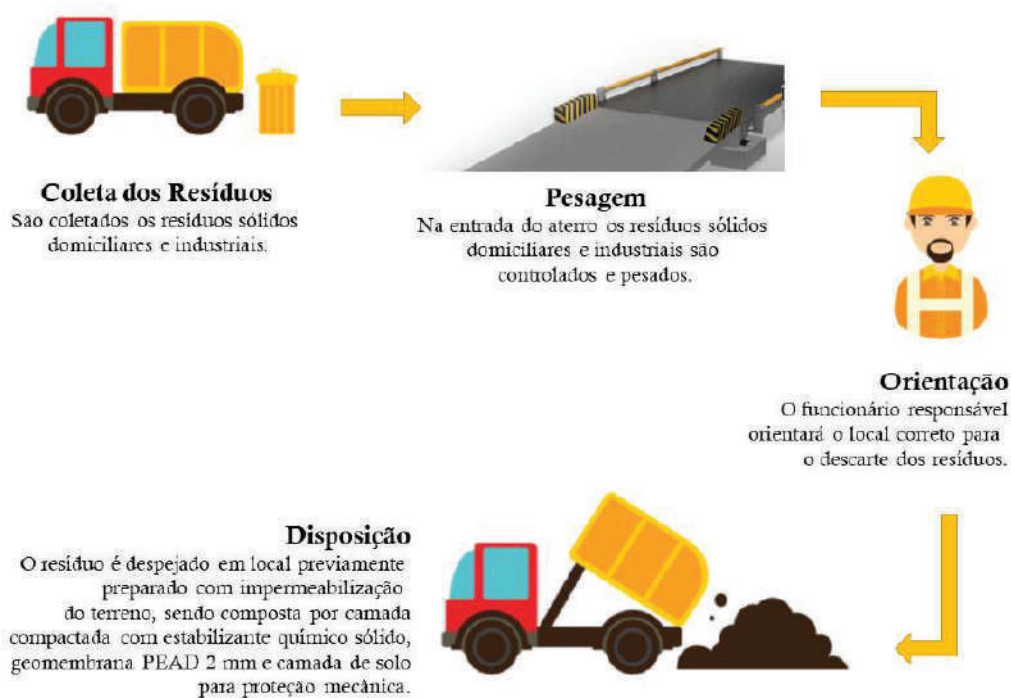 Coleta dos Resíduos
São coletados os resíduos sólidos
domiciliares e industriais.
Pesagem
Na entrada do aterro os resíduos sólidos
domiciliares e industriais são
controlados e pesados.
Orientação
O funcionário responsável
orientará o local correto para
o descarte dos resíduos.
Disposição
O resíduo é despejado em local previamente
preparado com impermeabilização
do terreno, sendo composta por camada
compactada com estabilizante químico sólido,
geomembrana PEAD 2 mm e camada de solo
para proteção mecânica.